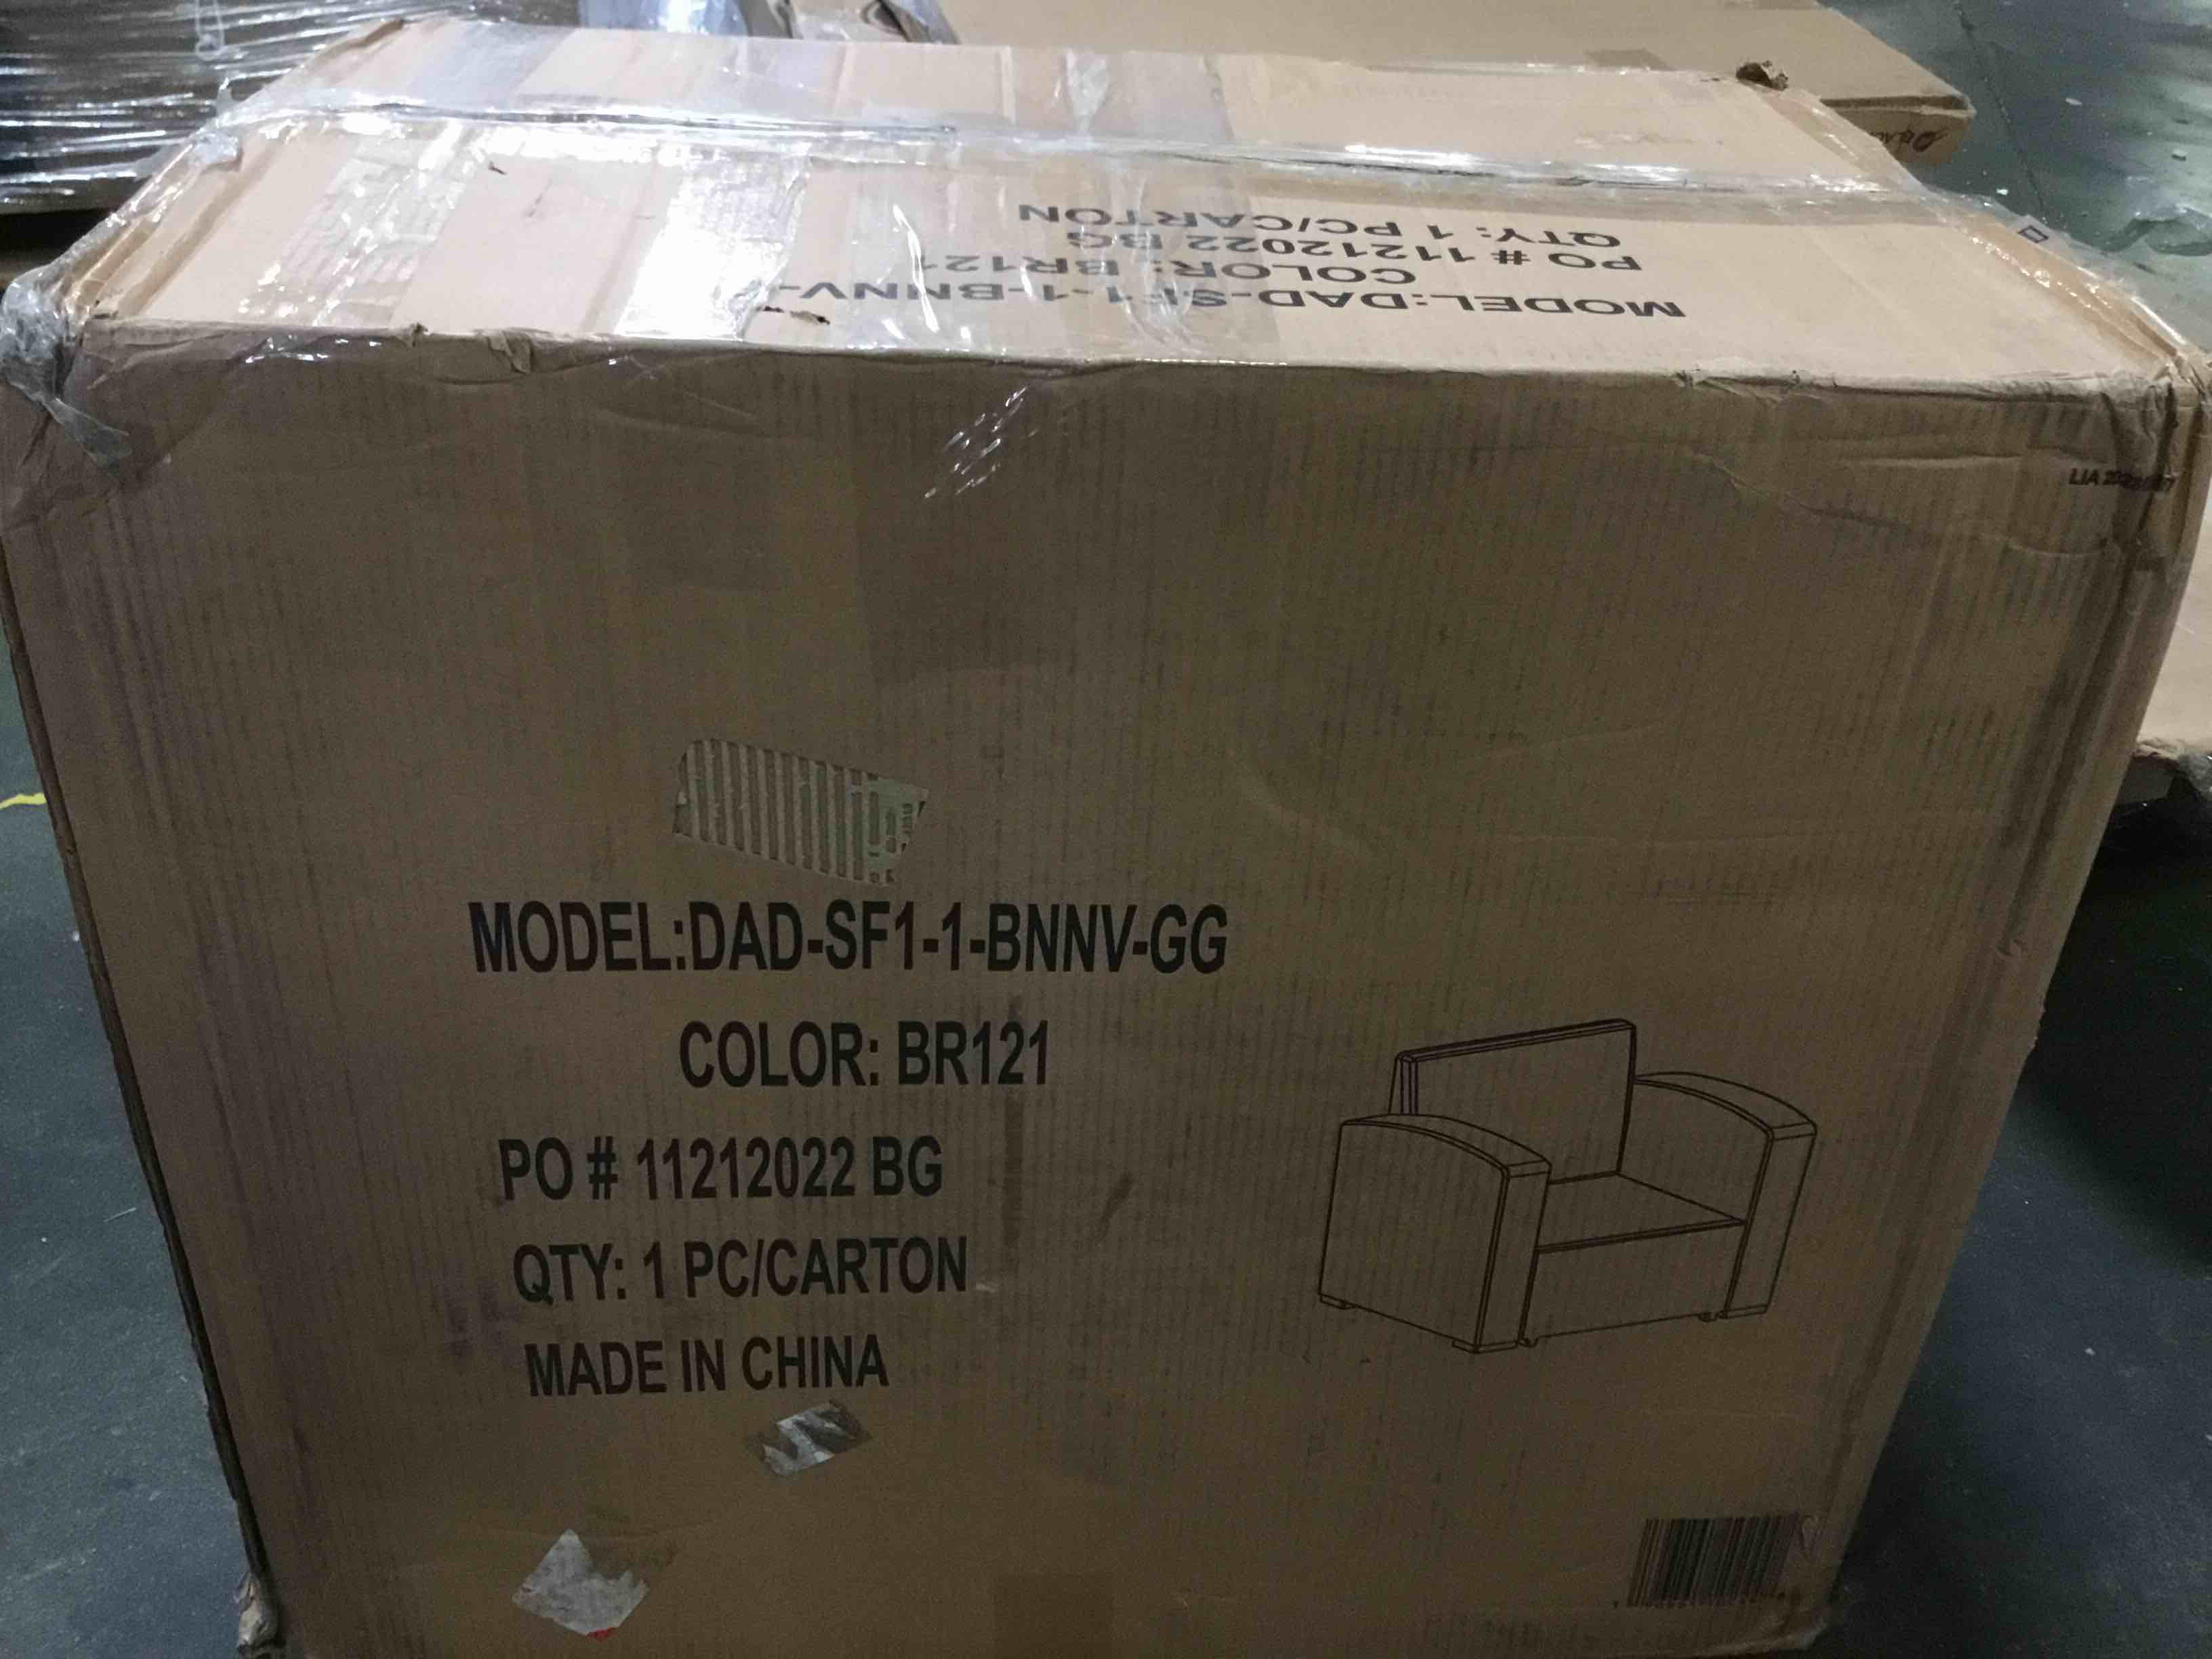 QTY: 1 PC/CARTON
PO # 11212022 BG
COLOR: BR121
MODEL:DAD-SF1-1-BNNV-
LIA
MODEL:DAD-SF1-1-BNNV-GG
COLOR: BR121
PO # 11212022 BG
QTY: 1 PC/CARTON
MADE IN CHINA